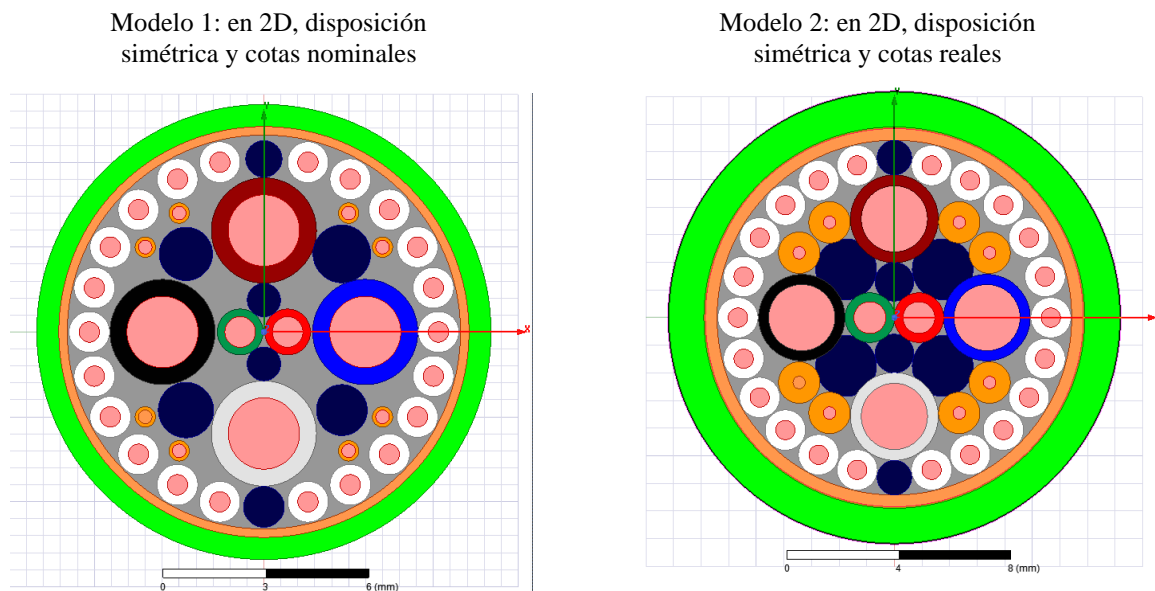 Modelo 1: en 2D, disposición
simétrica y cotas nominales
Modelo 2: en 2D, disposición
simétrica y cotas reales
Y
X
0
3
6 (mm)
0
4
8 (mm)